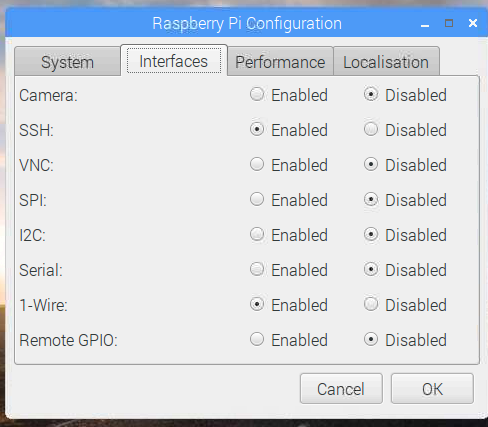 Raspberry Pi Configuration
System Interfaces Performance Localisation
Camera: Enabled Disabled
SSH: Enabled Disabled
VNC: Enabled Disabled
SPI: Enabled Disabled
I2C: Enabled Disabled
Serial: Enabled Disabled
1-Wire: Enabled Disabled
Remote GPIO: Enabled Disabled
Cancel OK